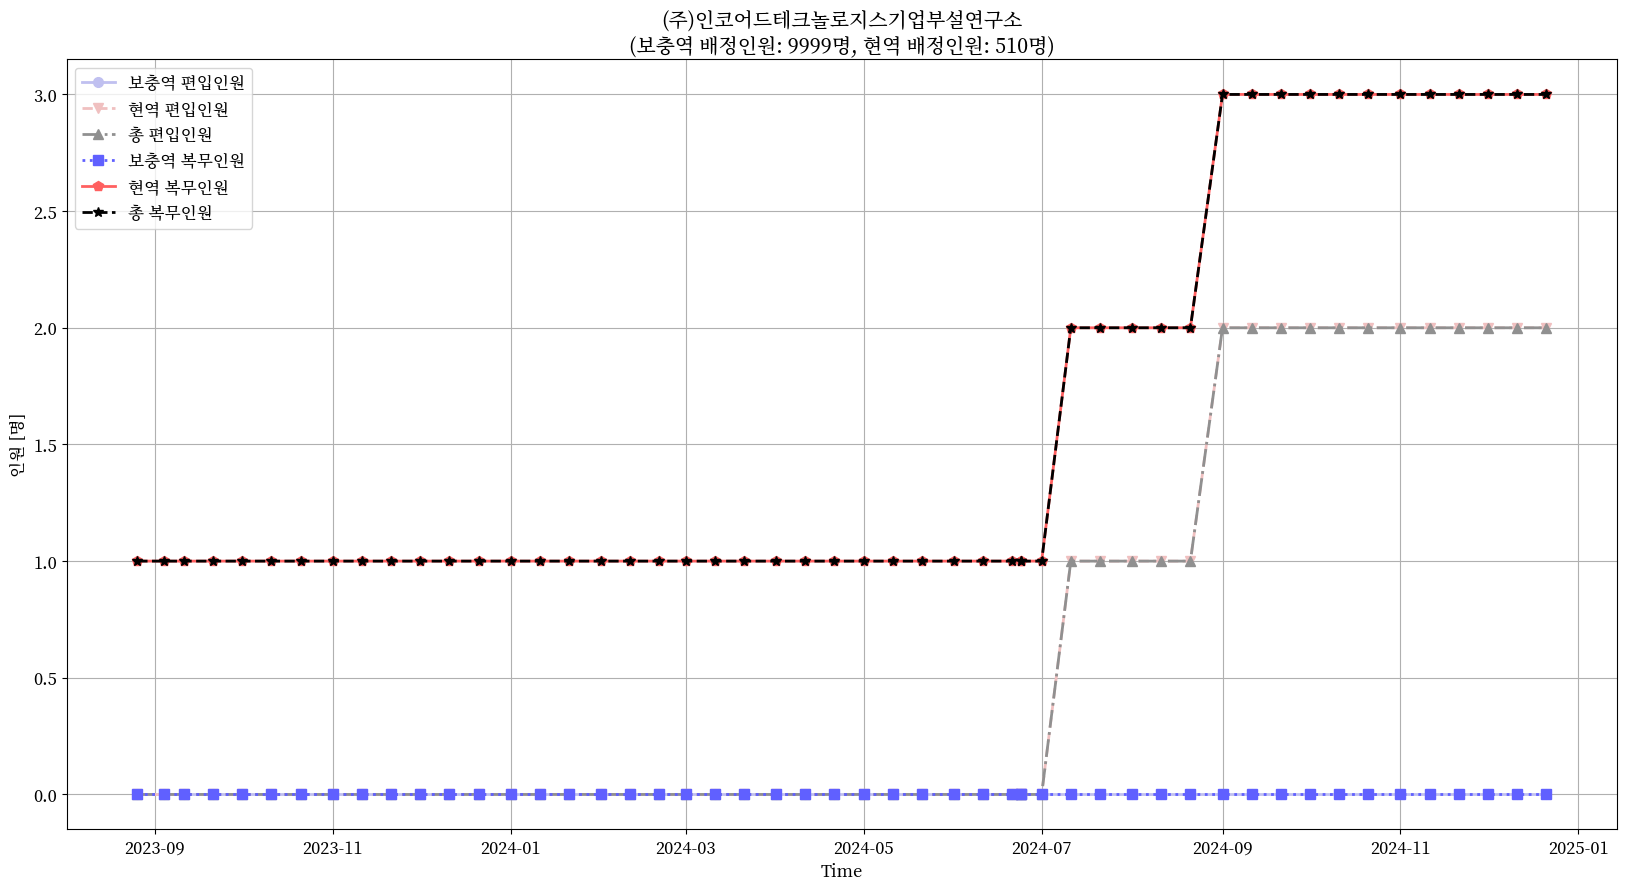 (주)인코어드테크놀로지스기업부설연구소
(보충역 배정인원: 9999명, 현역 배정인원: 510명)
보충역 편입인원
현역 편입인원
총 편입인원
보충역 복무인원
현역 복무인원
총 복무인원
3.0
2.5
2.0
1.5
1.0
0.5
0.0
인원 [명]
2023-09
2023-11
2024-01
2024-03
2024-05
2024-07
2024-09
2024-11
2025-01
Time